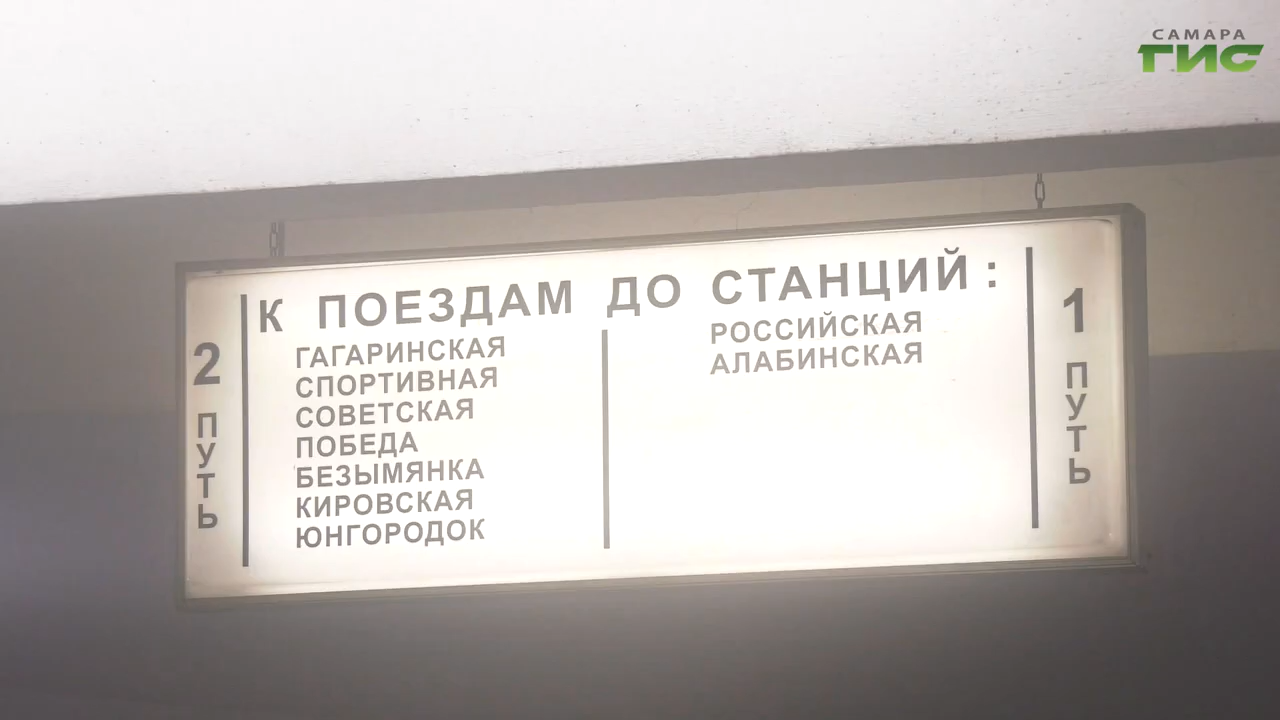 САМАРА
ГИС
К ПОЕЗДАМ ДО СТАНЦИЙ:
2 ПУТЬ
ГАГАРИНСКАЯ
СПОРТИВНАЯ
СОВЕТСКАЯ
ПОБЕДА
БЕЗЫМЯНКА
КИРОВСКАЯ
ЮНГОРОДОК
РОССИЙСКАЯ
АЛАБИНСКАЯ
1 ПУТЬ